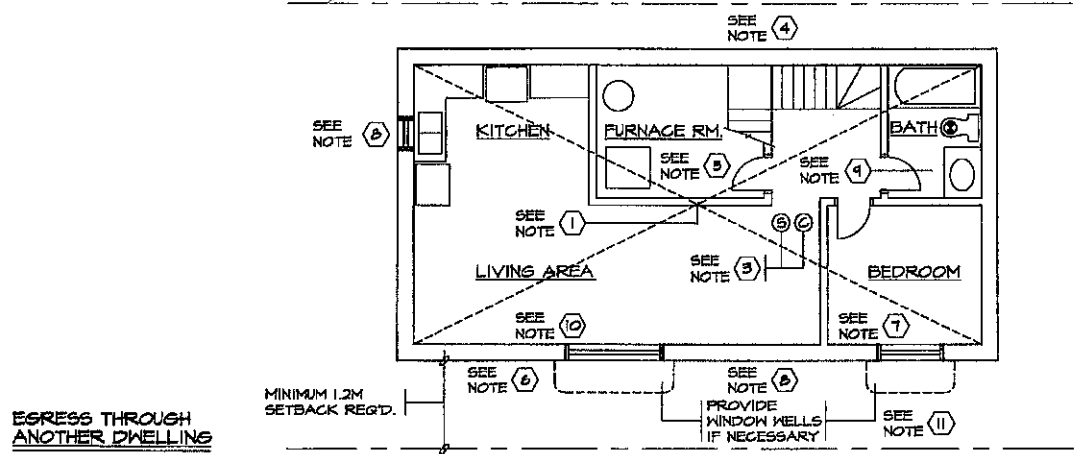 SEE
NOTE 4
SEE
NOTE 8
KITCHEN
FURNACE RM.
BATH
SEE
NOTE 5
SEE
NOTE 9
SEE
NOTE 1
S C
SEE
NOTE 3
LIVING AREA
BEDROOM
SEE
NOTE 10
SEE
NOTE 7
SEE
NOTE 6
SEE
NOTE 8
MINIMUM 1.2M
SETBACK REQ'D.
PROVIDE
WINDOW WELLS
IF NECESSARY
SEE
NOTE 11
EGRESS THROUGH
ANOTHER DWELLING